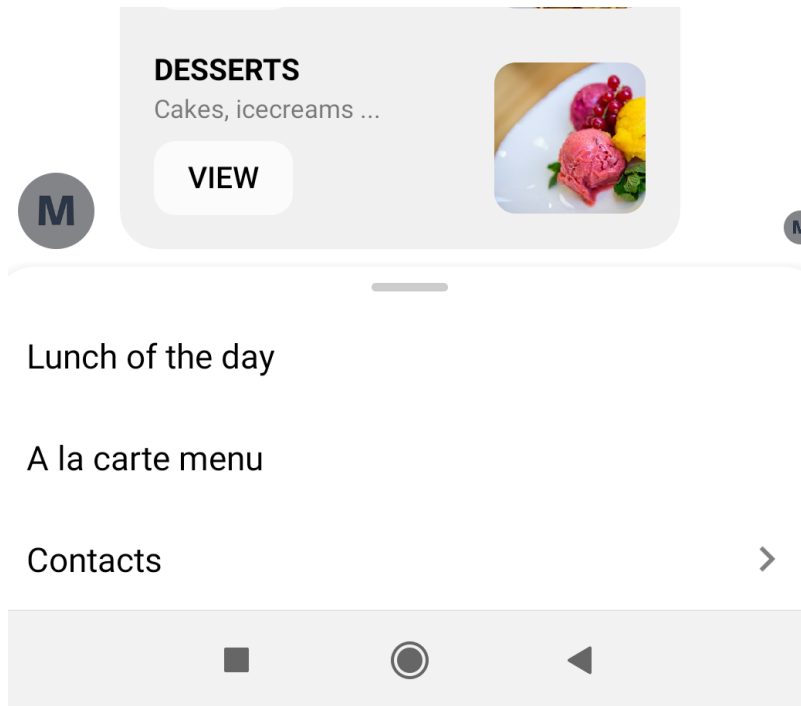 DESSERTS
Cakes, icecreams ...
VIEW
M
M
Lunch of the day
A la carte menu
Contacts